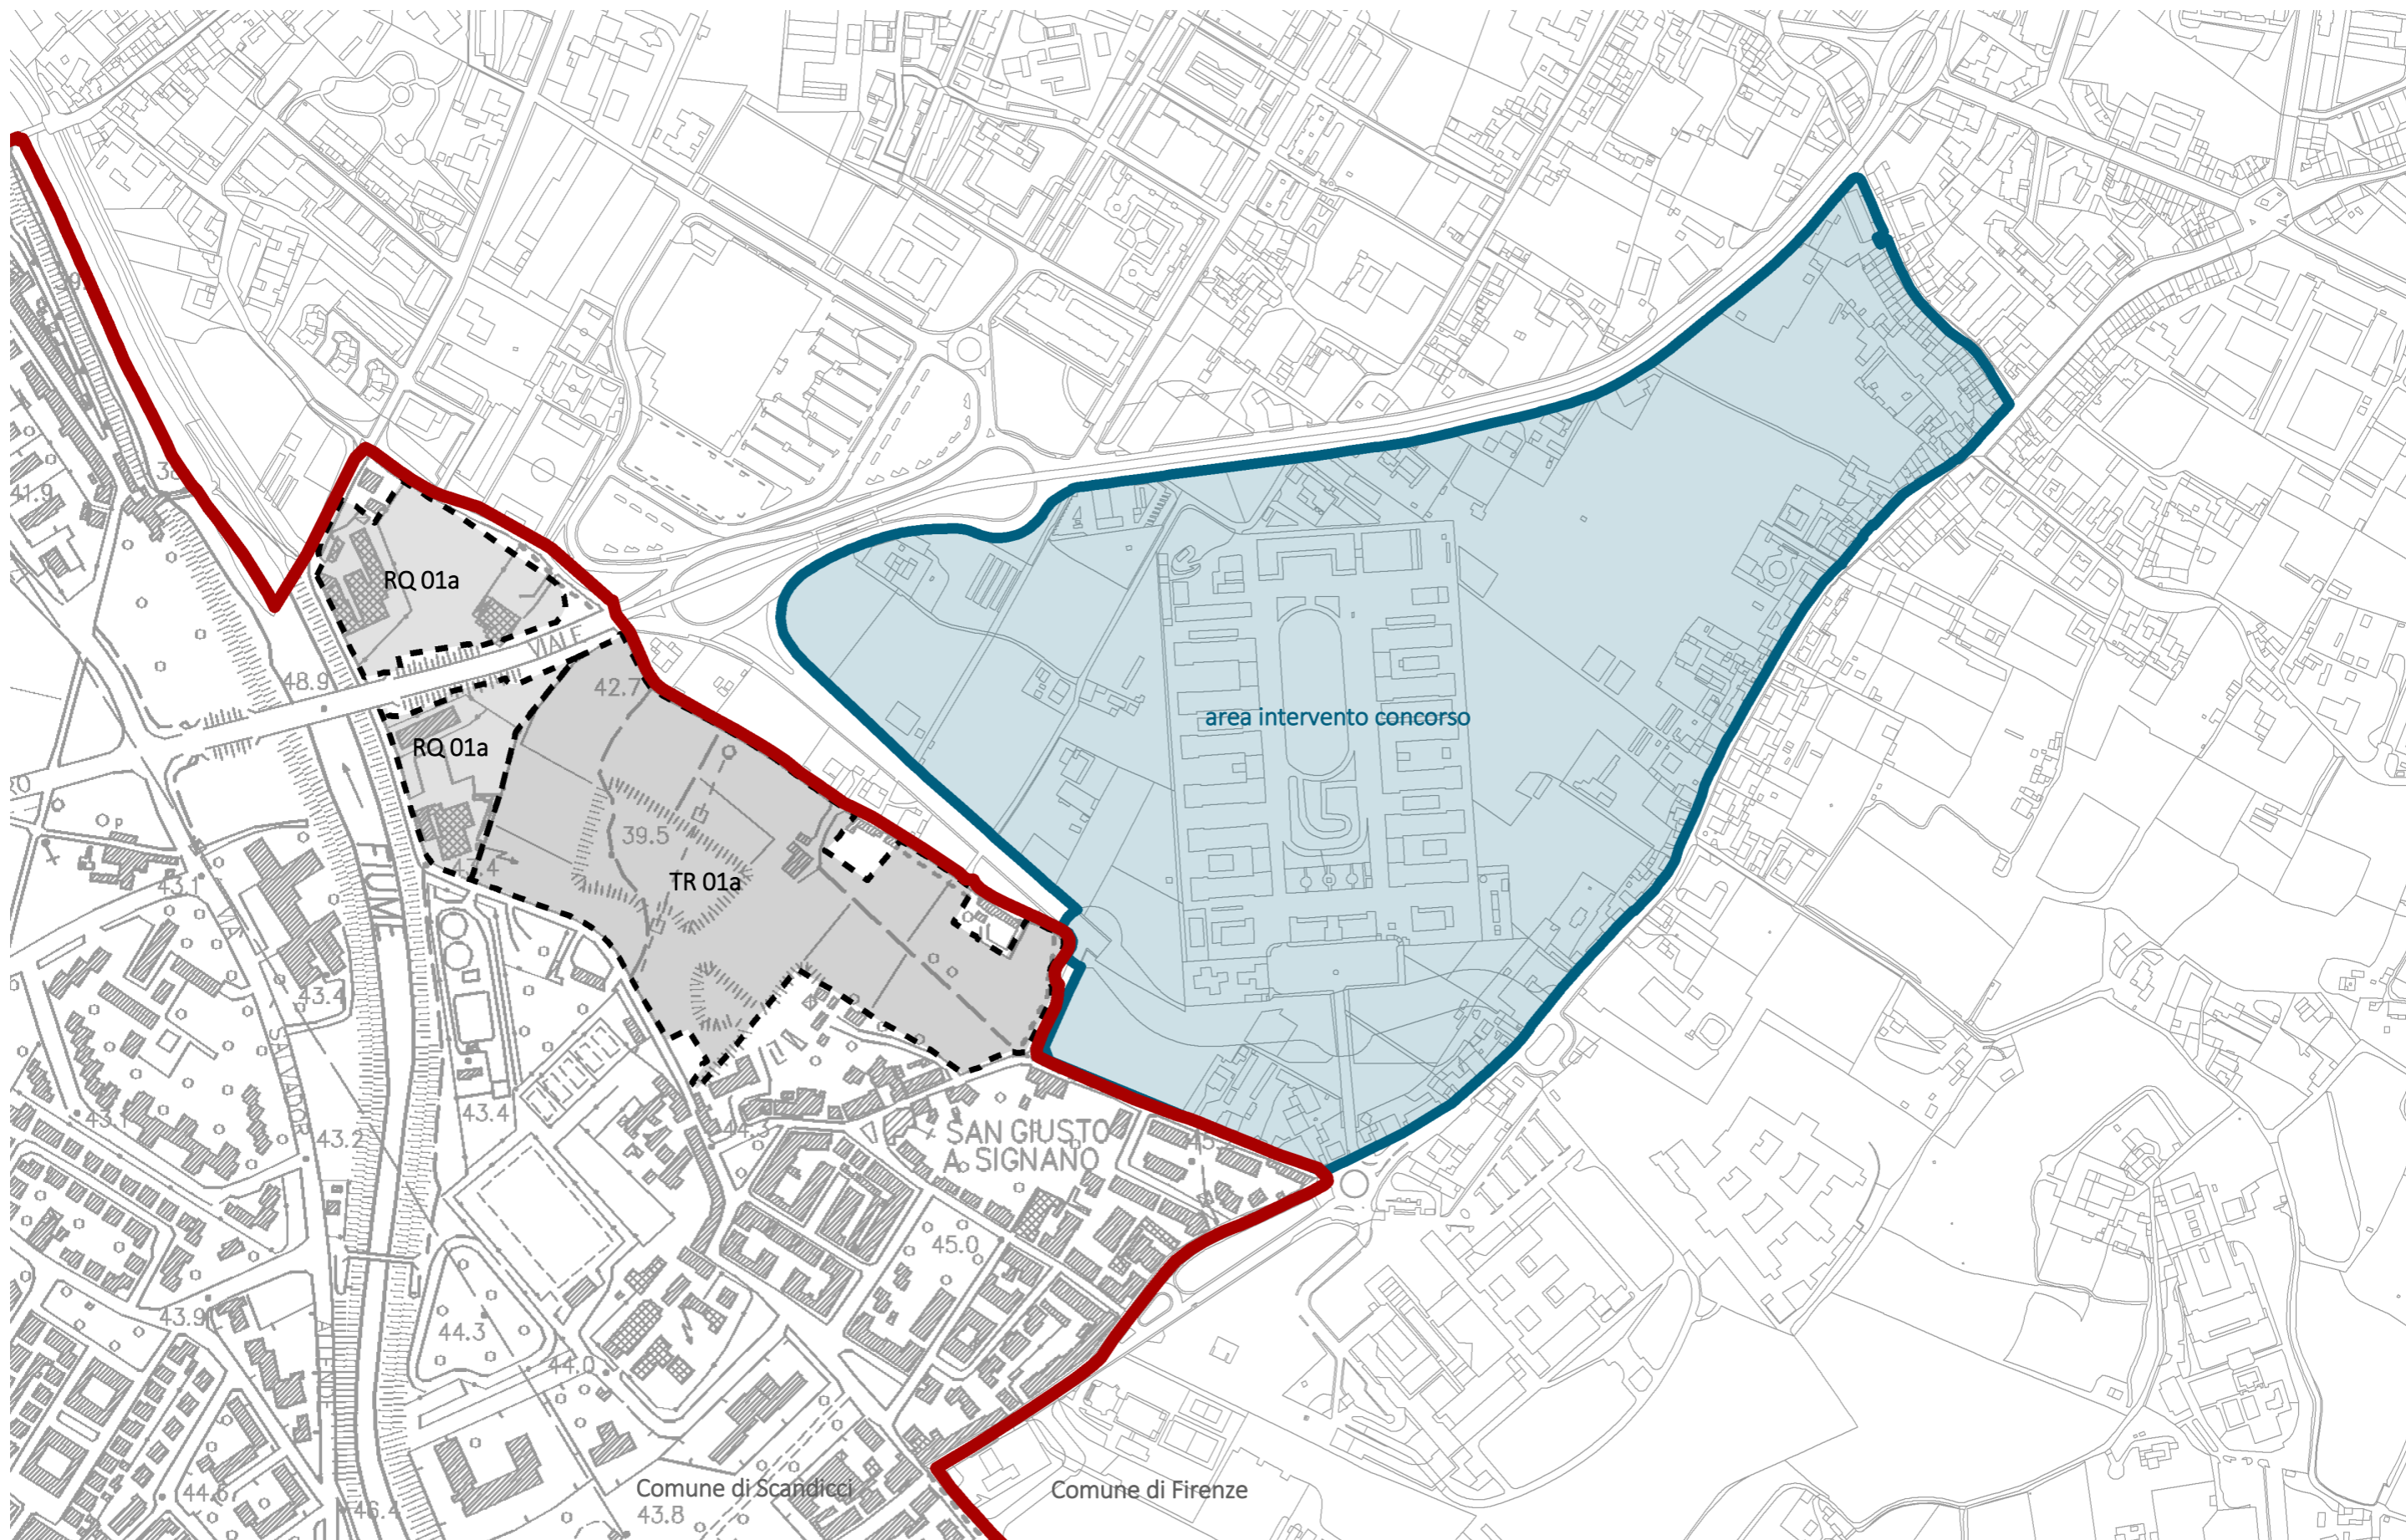 41.9
RQ 01a
VIALE
48.9
42.7
area intervento concorso
RQ 01a
39.5
TR 01a
43.1
FIUME
VIA
43.4
S. SALVADOR
43.4
43.1
43.2
44.3
SAN GIUSTO
A SIGNANO
45.0
43.9
44.3
44.0
Comune di Scandicci
Comune di Firenze
44.6
46.4
43.8